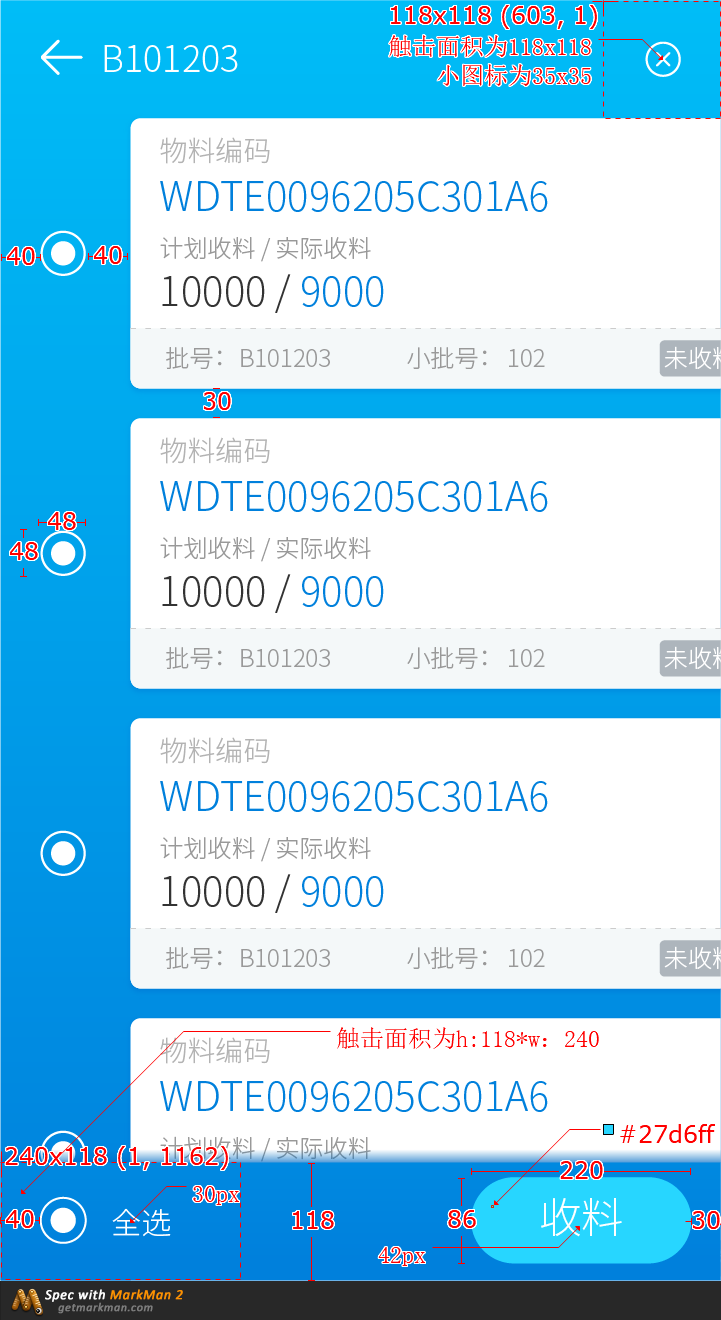 118x118 (603, 1)
B101203
触击面积为118x118
小图标为35x35
物料编码
WDTE0096205C301A6
计划收料 / 实际收料
40 40
10000 / 9000
批号： B101203 小批号： 102 未收料
30
物料编码
WDTE0096205C301A6
48
计划收料 / 实际收料
48
10000 / 9000
批号： B101203 小批号： 102 未收料
物料编码
WDTE0096205C301A6
计划收料 / 实际收料
10000 / 9000
批号： B101203 小批号： 102 未收料
触击面积为h:118*w: 240
物料编码
WDTE0096205C301A6
#27d6ff
计划收料 / 实际收料
240x118 (1, 1162)
220
30px
40 全选 118 86 收料 30
42px
Spec with MarkMan 2
getmarkman.com